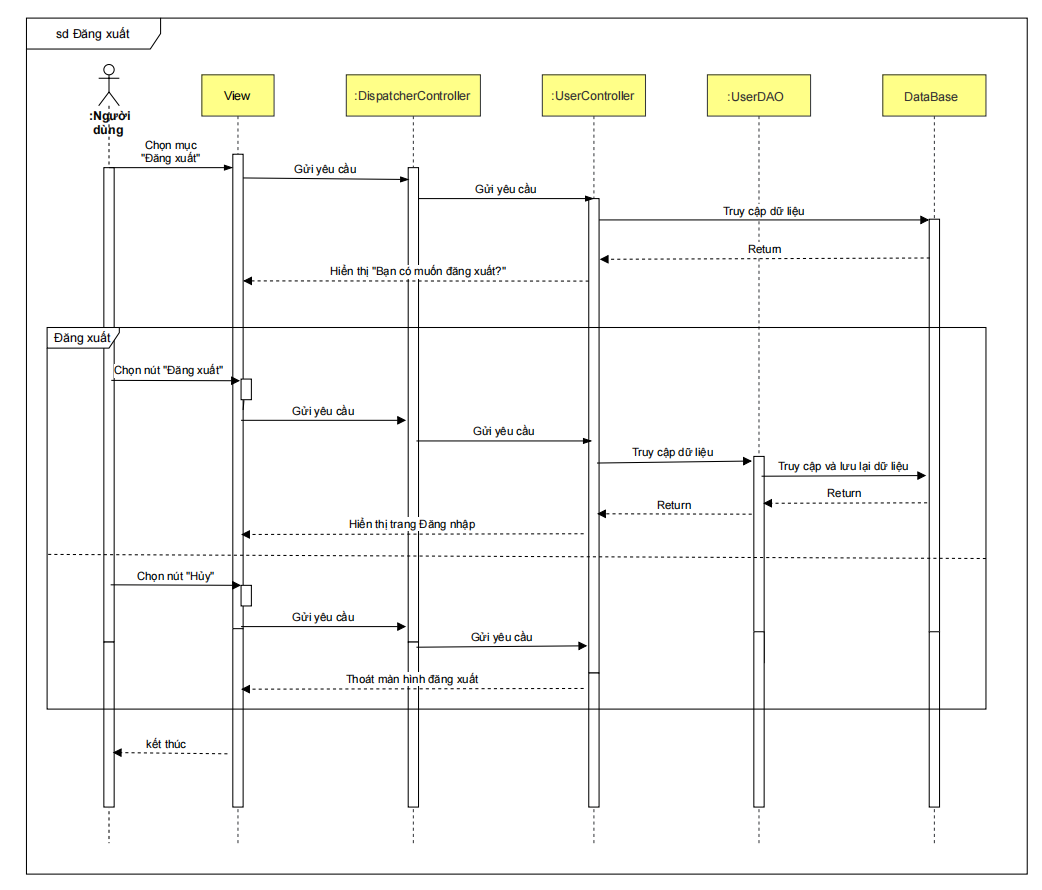 sd Đăng xuất
:Người
dùng
View
:DispatcherController
:UserController
:UserDAO
DataBase
Chọn mục
"Đăng xuất"
Gửi yêu cầu
Gửi yêu cầu
Truy cập dữ liệu
Return
Hiển thị "Bạn có muốn đăng xuất?"
Đăng xuất
Chọn nút "Đăng xuất"
Gửi yêu cầu
Gửi yêu cầu
Truy cập dữ liệu
Truy cập và lưu lại dữ liệu
Return
Return
Hiển thị trang Đăng nhập
Chọn nút "Hủy"
Gửi yêu cầu
Gửi yêu cầu
Thoát màn hình đăng xuất
kết thúc